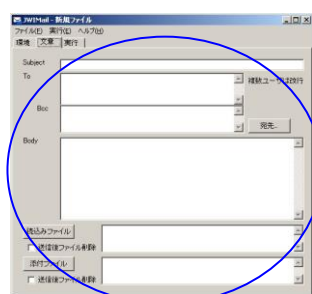 JW1Mail - 新規ファイル
ファイル(F) 実行(E) ヘルプ(H)
環境 文章 実行
Subject
To
複数ユーザは改行
Bcc
宛先...
Body
読込みファイル
送信後ファイル削除
添付ファイル
送信後ファイル削除